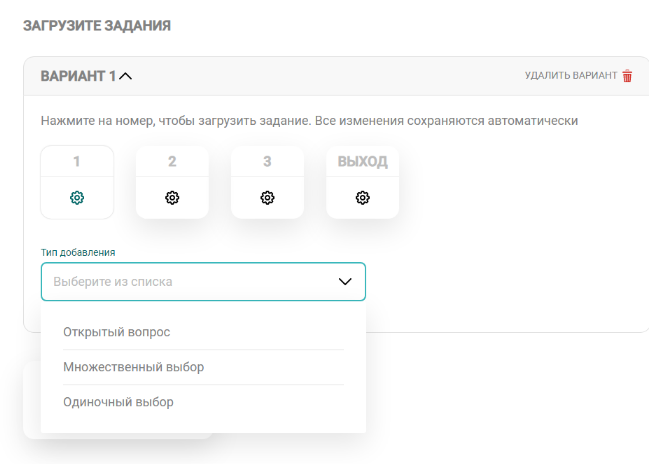 ЗАГРУЗИТЕ ЗАДАНИЯ
ВАРИАНТ 1
УДАЛИТЬ ВАРИАНТ
Нажмите на номер, чтобы загрузить задание. Все изменения сохраняются автоматически
1 2 3 ВЫХОД
Тип добавления
Выберите из списка
Открытый вопрос
Множественный выбор
Одиночный выбор